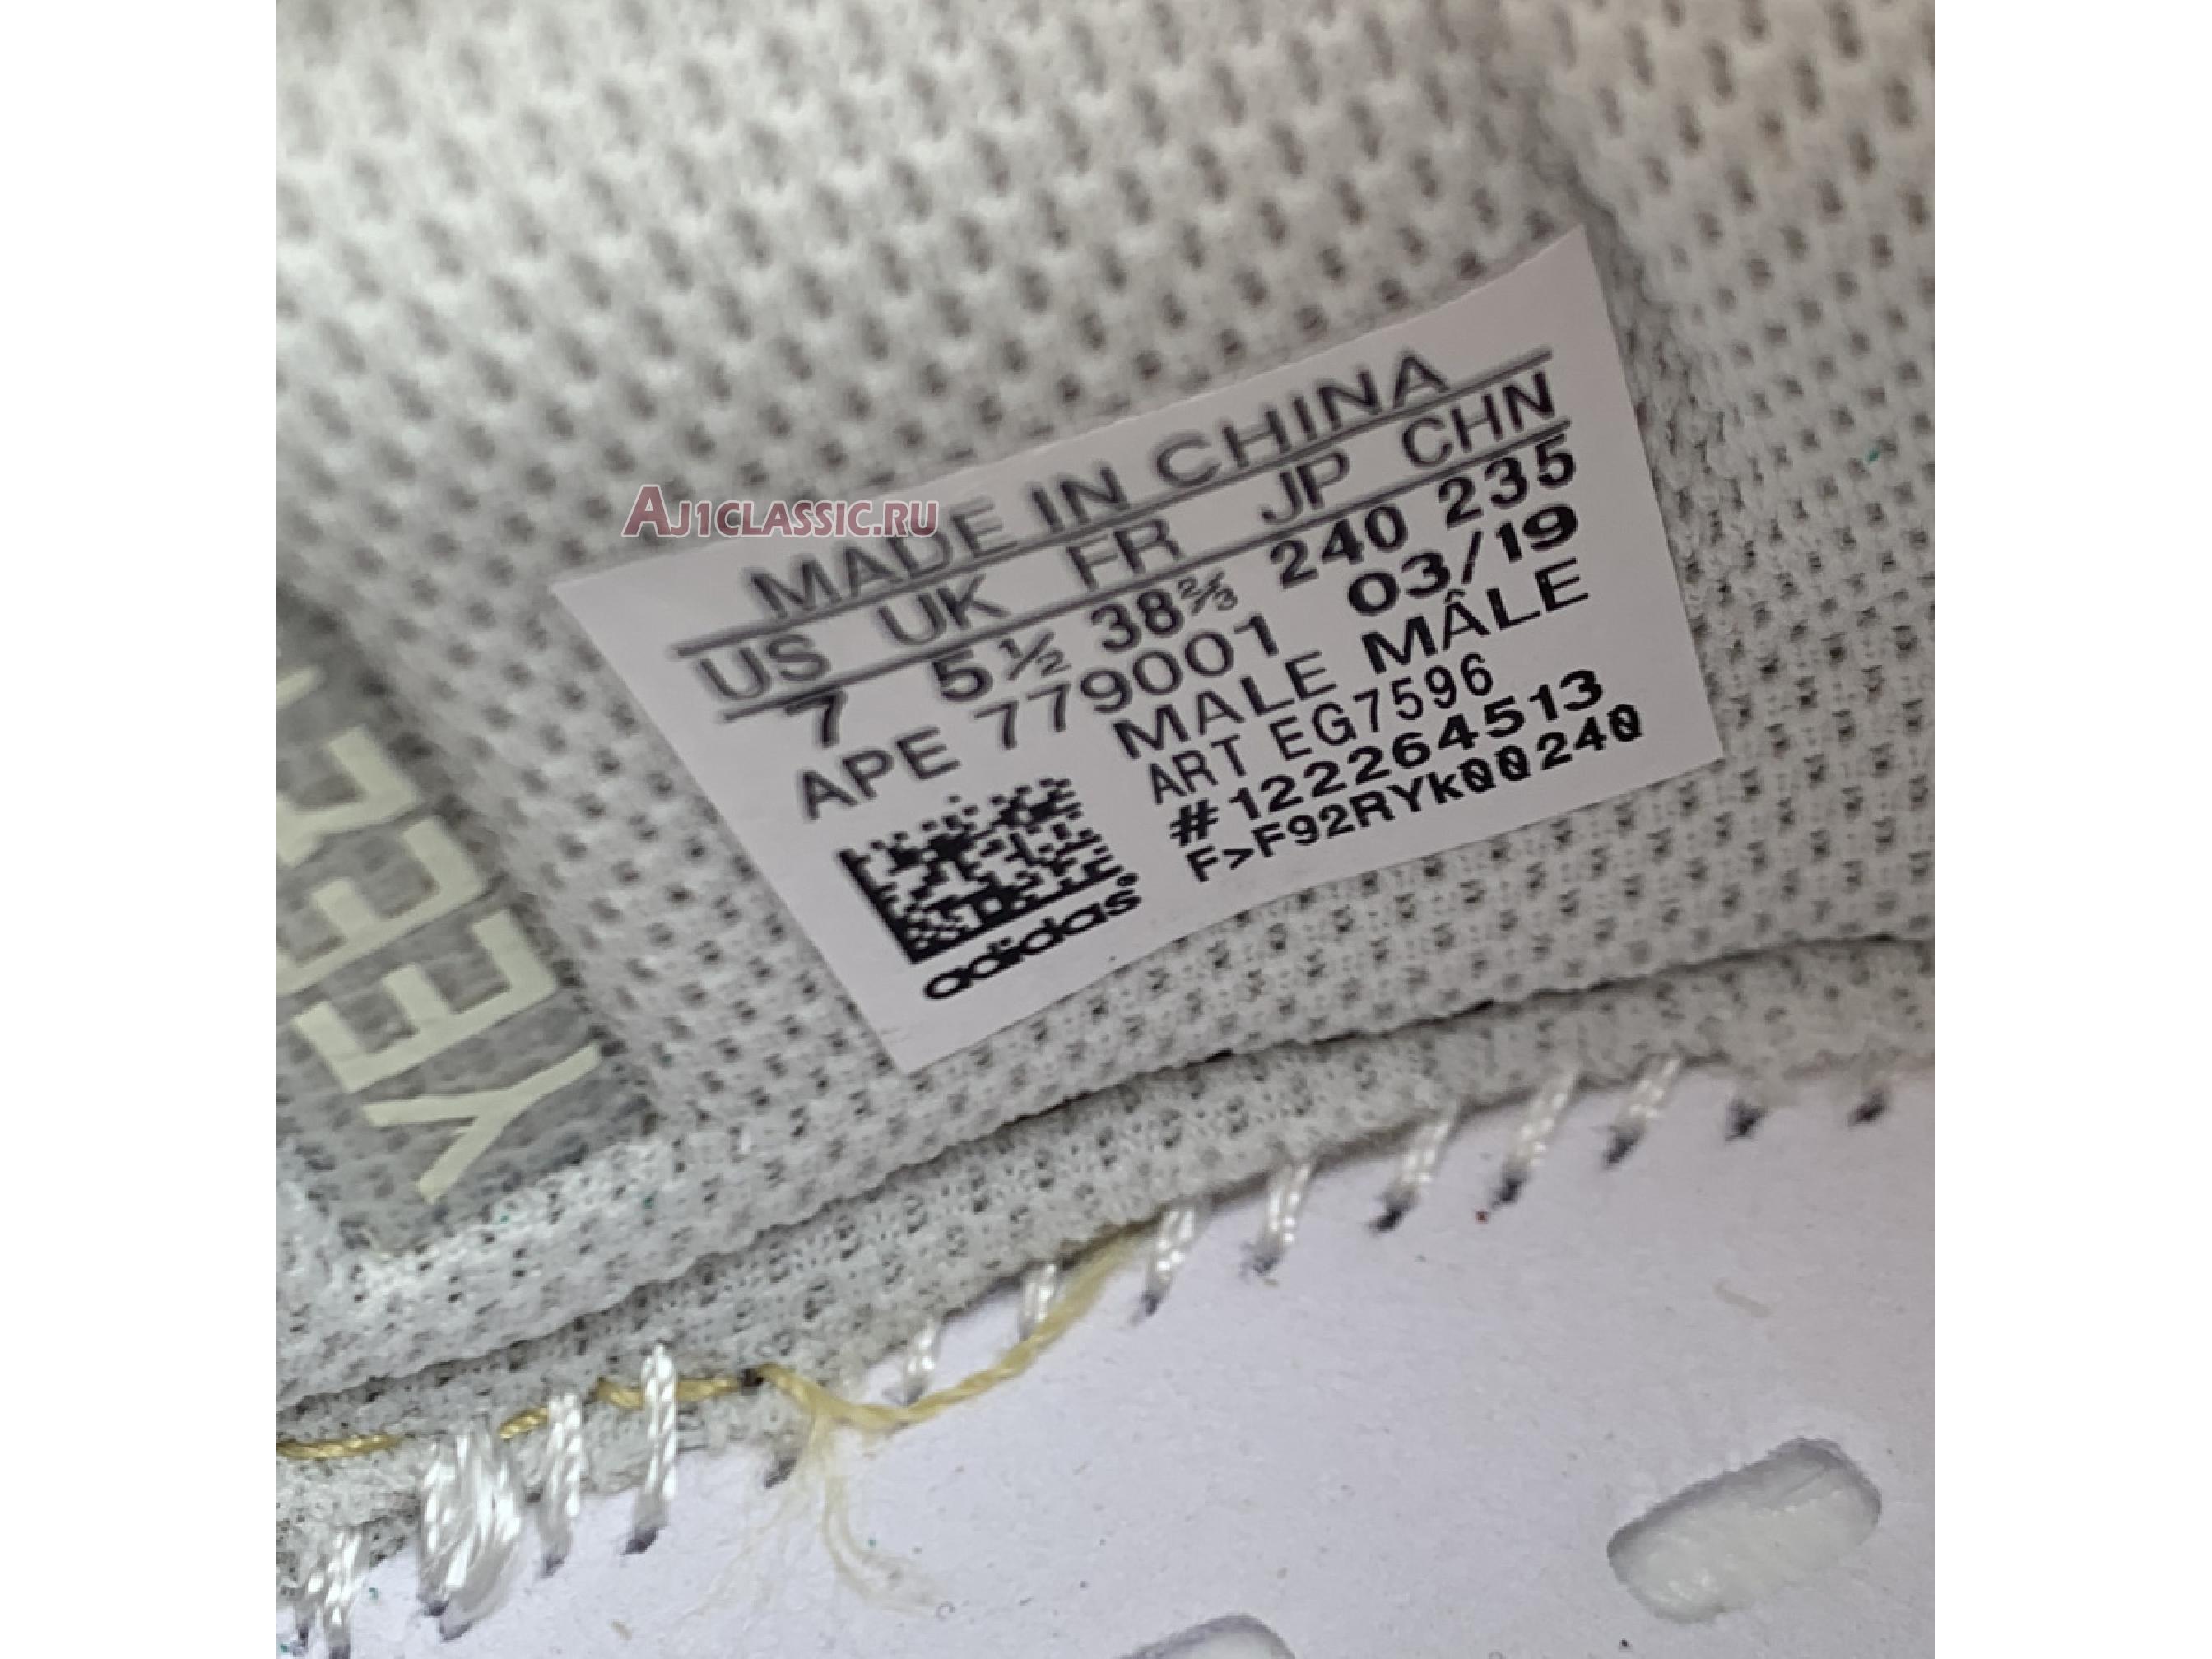 AJ1CLASSIC.RU
MADE IN CHINA
US UK FR JP CHN
7 5½ 38⅔ 240 235
APE 779001 03/19
MALE MÂLE
ART EG7596
#122264513
F>F92RYk00240
adidas
YEE